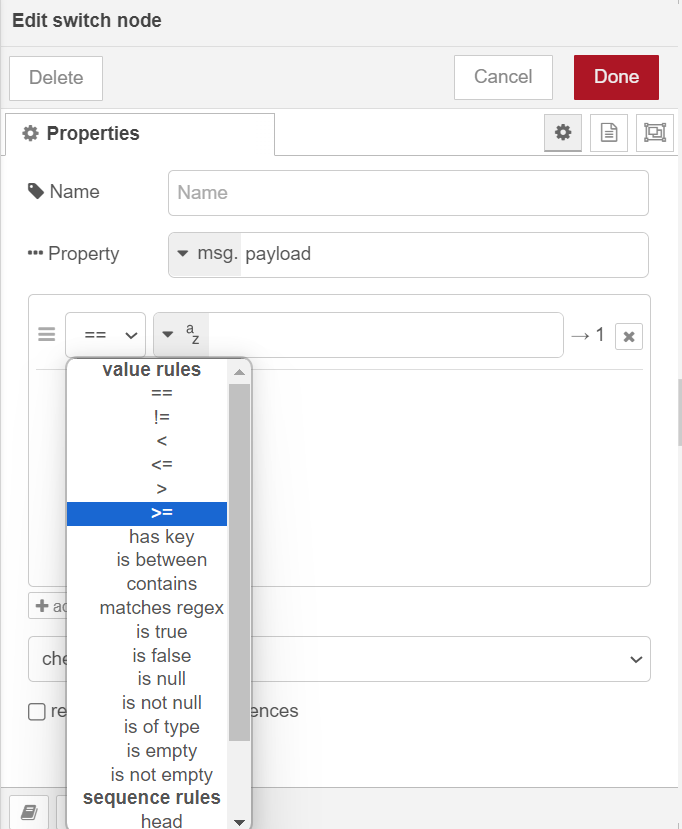 Edit switch node
Delete
Cancel
Done
Properties
Name
Name
Property
msg.
payload
==
a
z
→ 1
value rules
==
!=
<
<=
>
>=
has key
is between
contains
matches regex
is true
is false
is null
is not null
is of type
is empty
is not empty
sequence rules
head